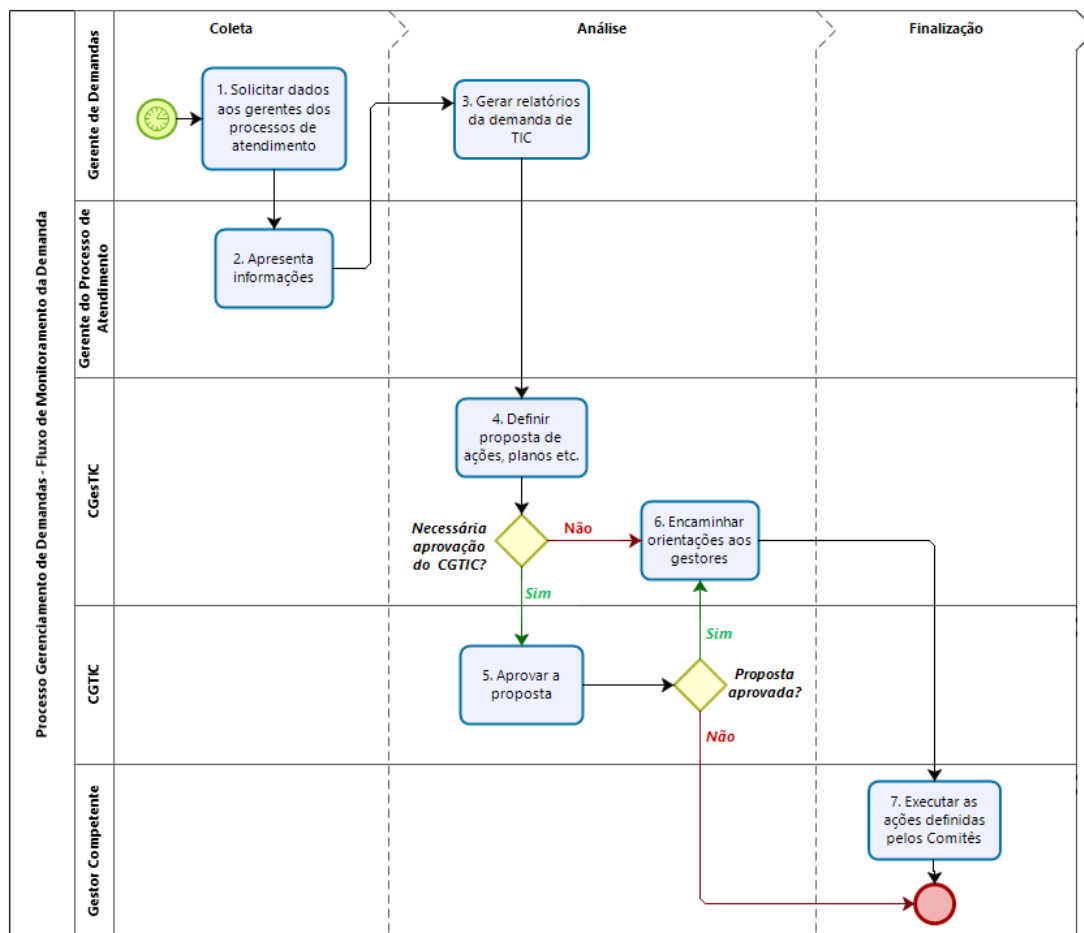 Coleta
Análise
Finalização
Processo Gerenciamento de Demandas - Fluxo de Monitoramento da Demanda
Gerente de Demandas
1. Solicitar dados
aos gerentes dos
processos de
atendimento
3. Gerar relatórios
da demanda de
TIC
Gerente do Processo de
Atendimento
2. Apresenta
informações
CGesTIC
4. Definir
proposta de
ações, planos etc.
Necessária
aprovação
do CGTIC?
Não
6. Encaminhar
orientações aos
gestores
Sim
CGTIC
5. Aprovar a
proposta
Sim
Proposta
aprovada?
Não
Gestor Competente
7. Executar as
ações definidas
pelos Comitês